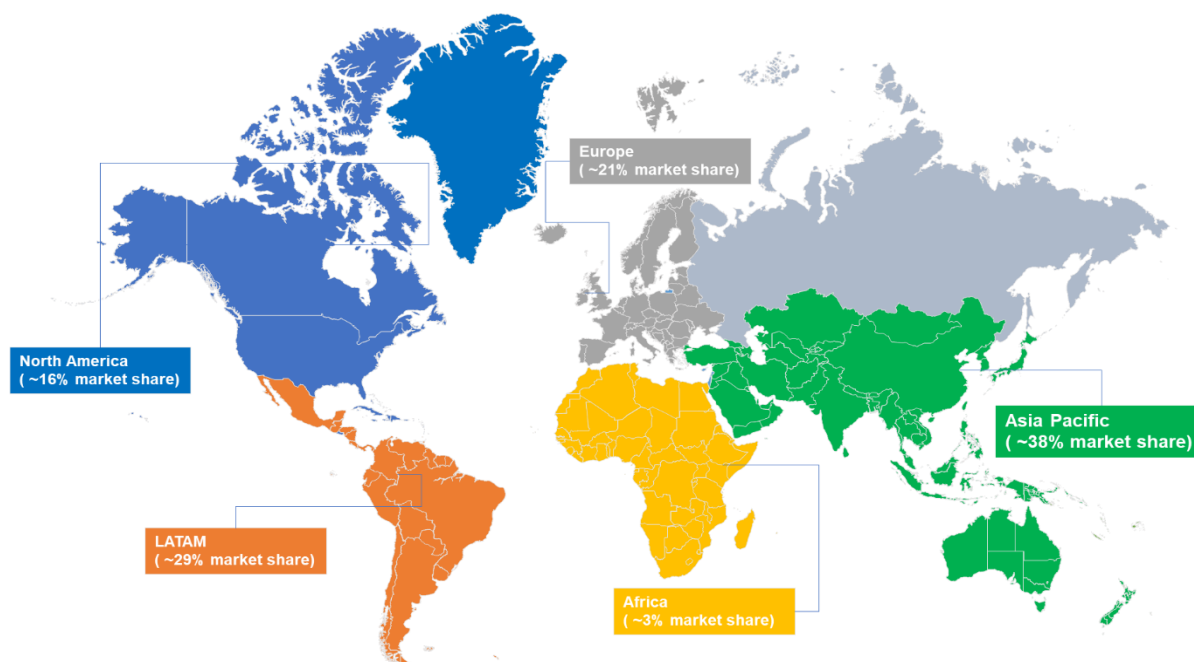 Europe
( ~21% market share)
North America
( ~16% market share)
Asia Pacific
( ~38% market share)
LATAM
( ~29% market share)
Africa
( ~3% market share)